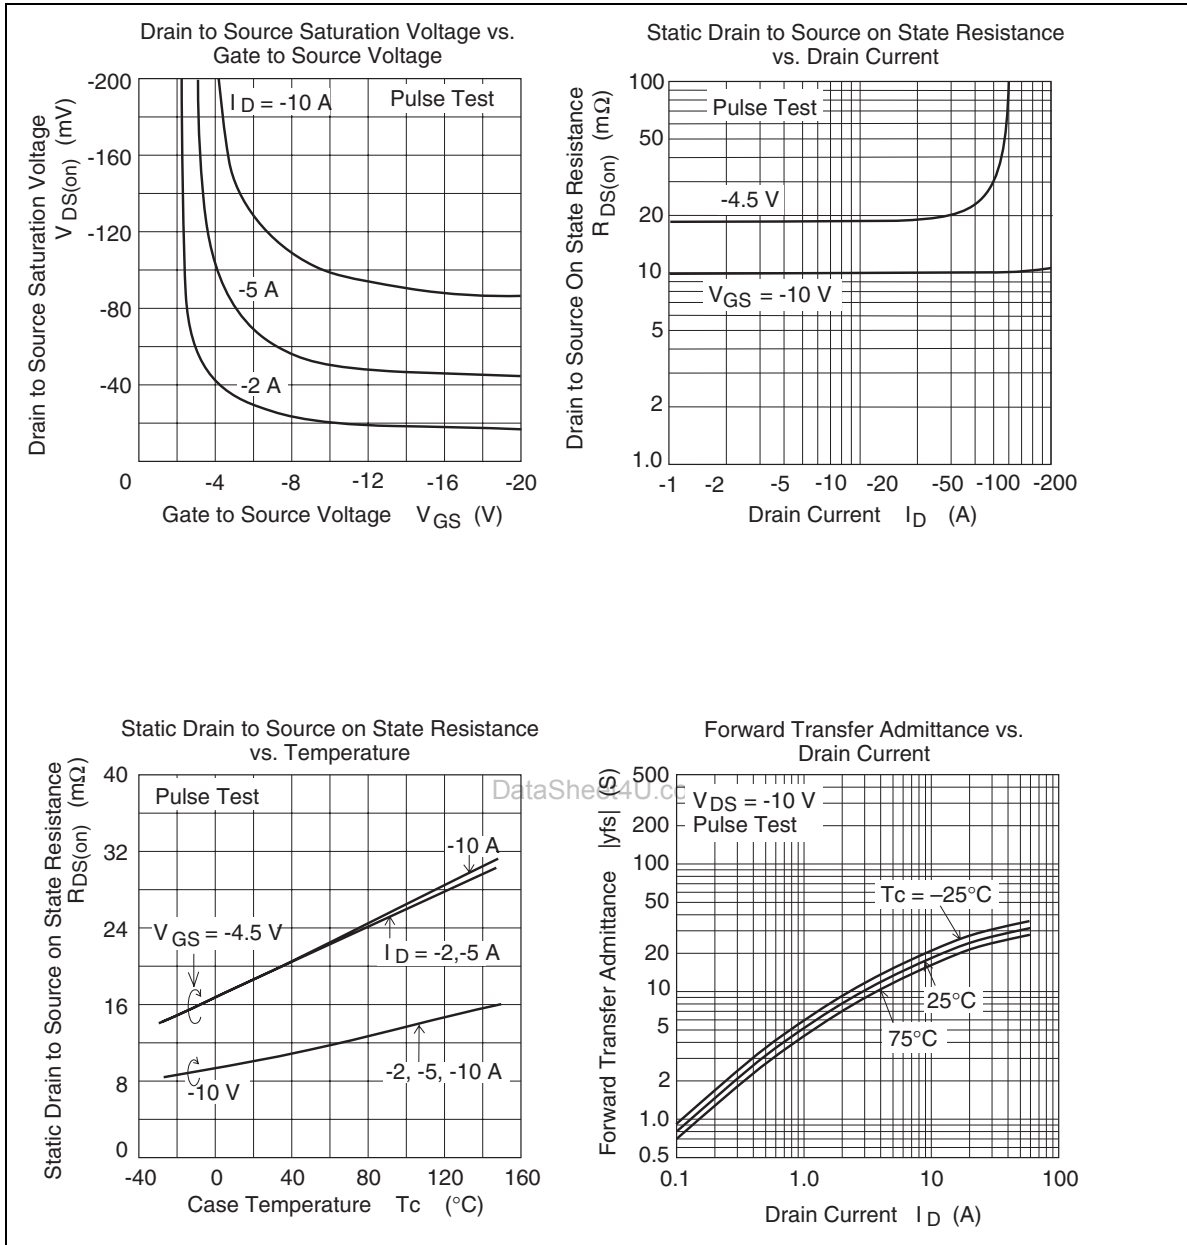 Drain to Source Saturation Voltage vs.
Gate to Source Voltage
Drain to Source Saturation Voltage
V DS(on) (mV)
-200
-160
-120
-80
-40
0
I D = -10 A
Pulse Test
-5 A
-2 A
-4
-8
-12
-16
-20
Gate to Source Voltage V GS (V)
Static Drain to Source on State Resistance
vs. Drain Current
Drain to Source On State Resistance
R DS(on) (mΩ)
100
50
20
10
5
2
1.0
Pulse Test
-4.5 V
V GS = -10 V
-1
-2
-5
-10
-20
-50
-100
-200
Drain Current I D (A)
Static Drain to Source on State Resistance
vs. Temperature
Static Drain to Source on State Resistance
R DS(on) (mΩ)
40
32
24
16
8
0
Pulse Test
-10 A
V GS = -4.5 V
I D = -2,-5 A
-10 V
-2, -5, -10 A
-40
0
40
80
120
160
Case Temperature Tc (°C)
DataSheet4U.co
Forward Transfer Admittance vs.
Drain Current
Forward Transfer Admittance |yfs| (S)
500
200
100
50
20
10
5
2
1.0
0.5
V DS = -10 V
Pulse Test
Tc = –25°C
25°C
75°C
0.1
1.0
10
100
Drain Current I D (A)